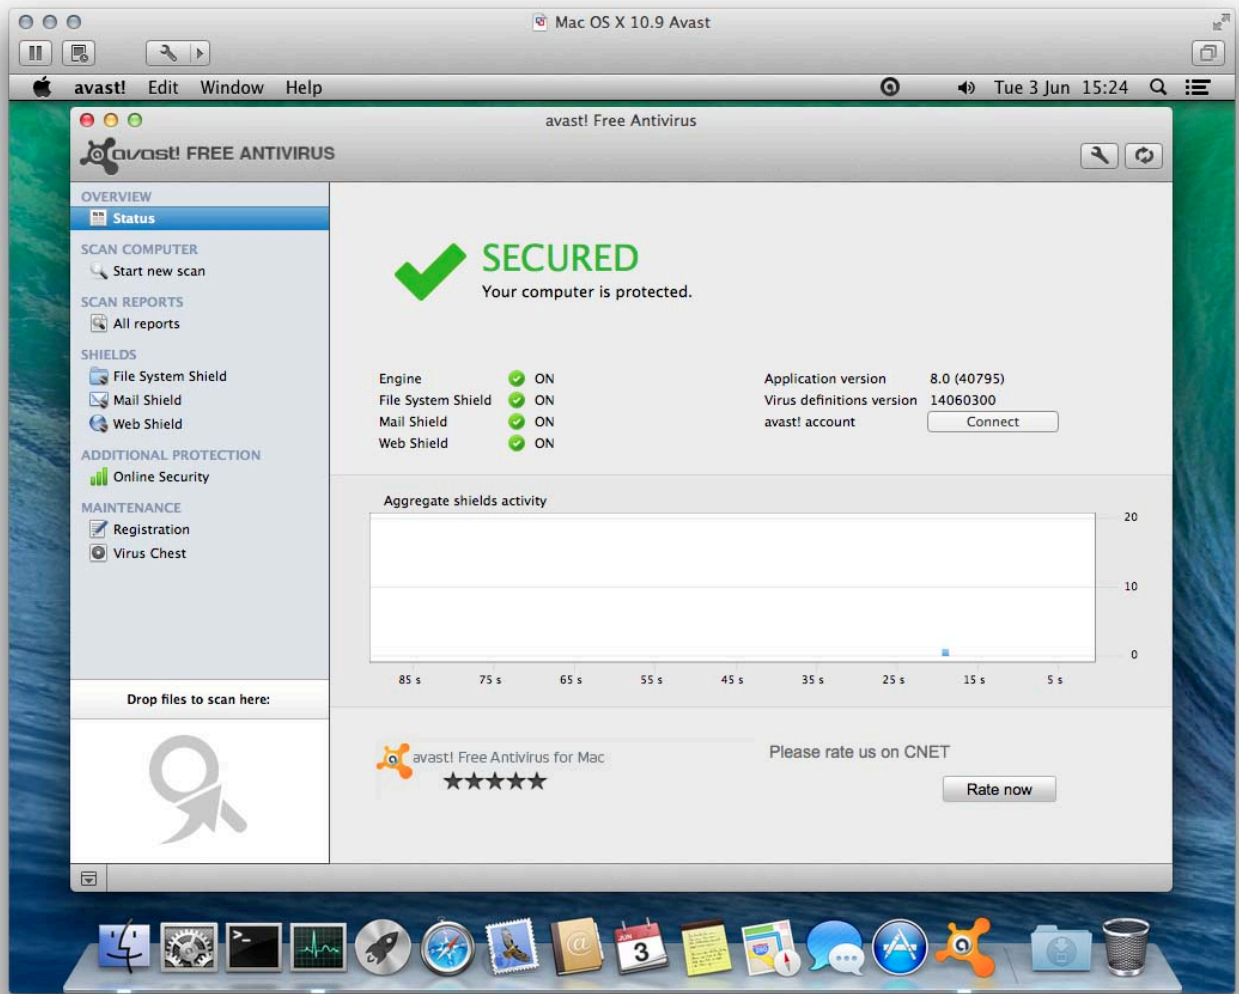 Mac OS X 10.9 Avast
avast! Edit Window Help
Tue 3 Jun 15:24
avast! Free Antivirus
avast! FREE ANTIVIRUS
OVERVIEW
Status
SCAN COMPUTER
Start new scan
SCAN REPORTS
All reports
SHIELDS
File System Shield
Mail Shield
Web Shield
ADDITIONAL PROTECTION
Online Security
MAINTENANCE
Registration
Virus Chest
Drop files to scan here:
SECURED
Your computer is protected.
Engine ON
File System Shield ON
Mail Shield ON
Web Shield ON
Application version 8.0 (40795)
Virus definitions version 14060300
avast! account Connect
Aggregate shields activity
20
10
0
85 s 75 s 65 s 55 s 45 s 35 s 25 s 15 s 5 s
avast! Free Antivirus for Mac
Please rate us on CNET
Rate now
JUN
3